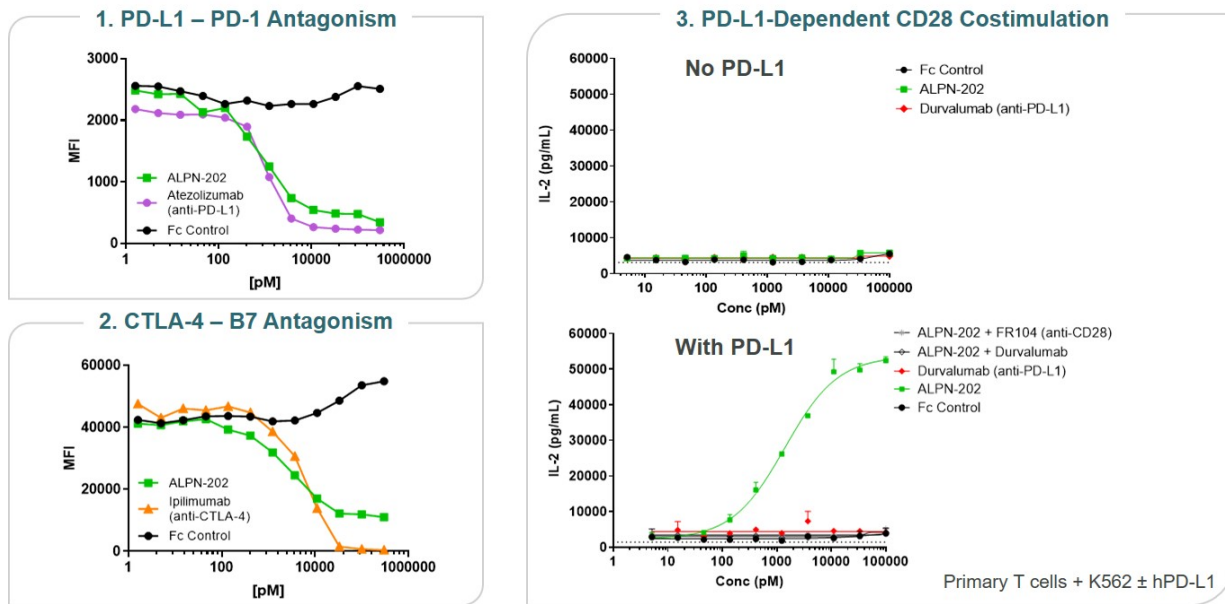 1. PD-L1 – PD-1 Antagonism
3000
2000
1000
0
MFI
ALPN-202
Atezolizumab
(anti-PD-L1)
Fc Control
1
100
10000
1000000
[pM]
2. CTLA-4 – B7 Antagonism
60000
40000
20000
0
MFI
ALPN-202
Ipilimumab
(anti-CTLA-4)
Fc Control
1
100
10000
1000000
[pM]
3. PD-L1-Dependent CD28 Costimulation
No PD-L1
60000
50000
40000
30000
20000
10000
0
IL-2 (pg/mL)
Fc Control
ALPN-202
Durvalumab (anti-PD-L1)
10
100
1000
10000
100000
Conc (pM)
With PD-L1
60000
50000
40000
30000
20000
10000
0
IL-2 (pg/mL)
ALPN-202 + FR104 (anti-CD28)
ALPN-202 + Durvalumab
Durvalumab (anti-PD-L1)
ALPN-202
Fc Control
1
10
100
1000
10000
100000
Conc (pM)
Primary T cells + K562 ± hPD-L1